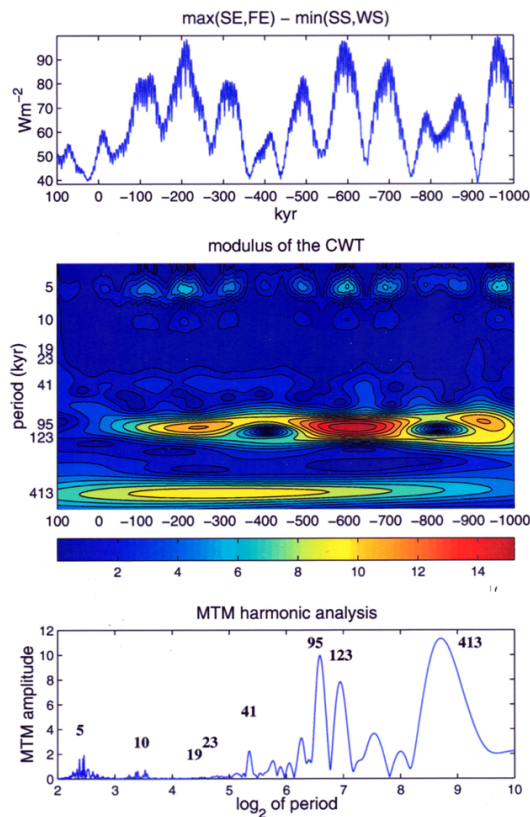 max(SE,FE) − min(SS,WS)
Wm−2
90
80
70
60
50
40
100 0 −100 −200 −300 −400 −500 −600 −700 −800 −900 −1000
kyr
modulus of the CWT
period (kyr)
5
10
19
23
41
95
123
413
100 0 −100 −200 −300 −400 −500 −600 −700 −800 −900 −1000
2 4 6 8 10 12 14
MTM harmonic analysis
MTM amplitude
12
10
8
6
4
2
0
5 10 19 23 41 95 123 413
2 3 4 5 6 7 8 9 10
log2 of period